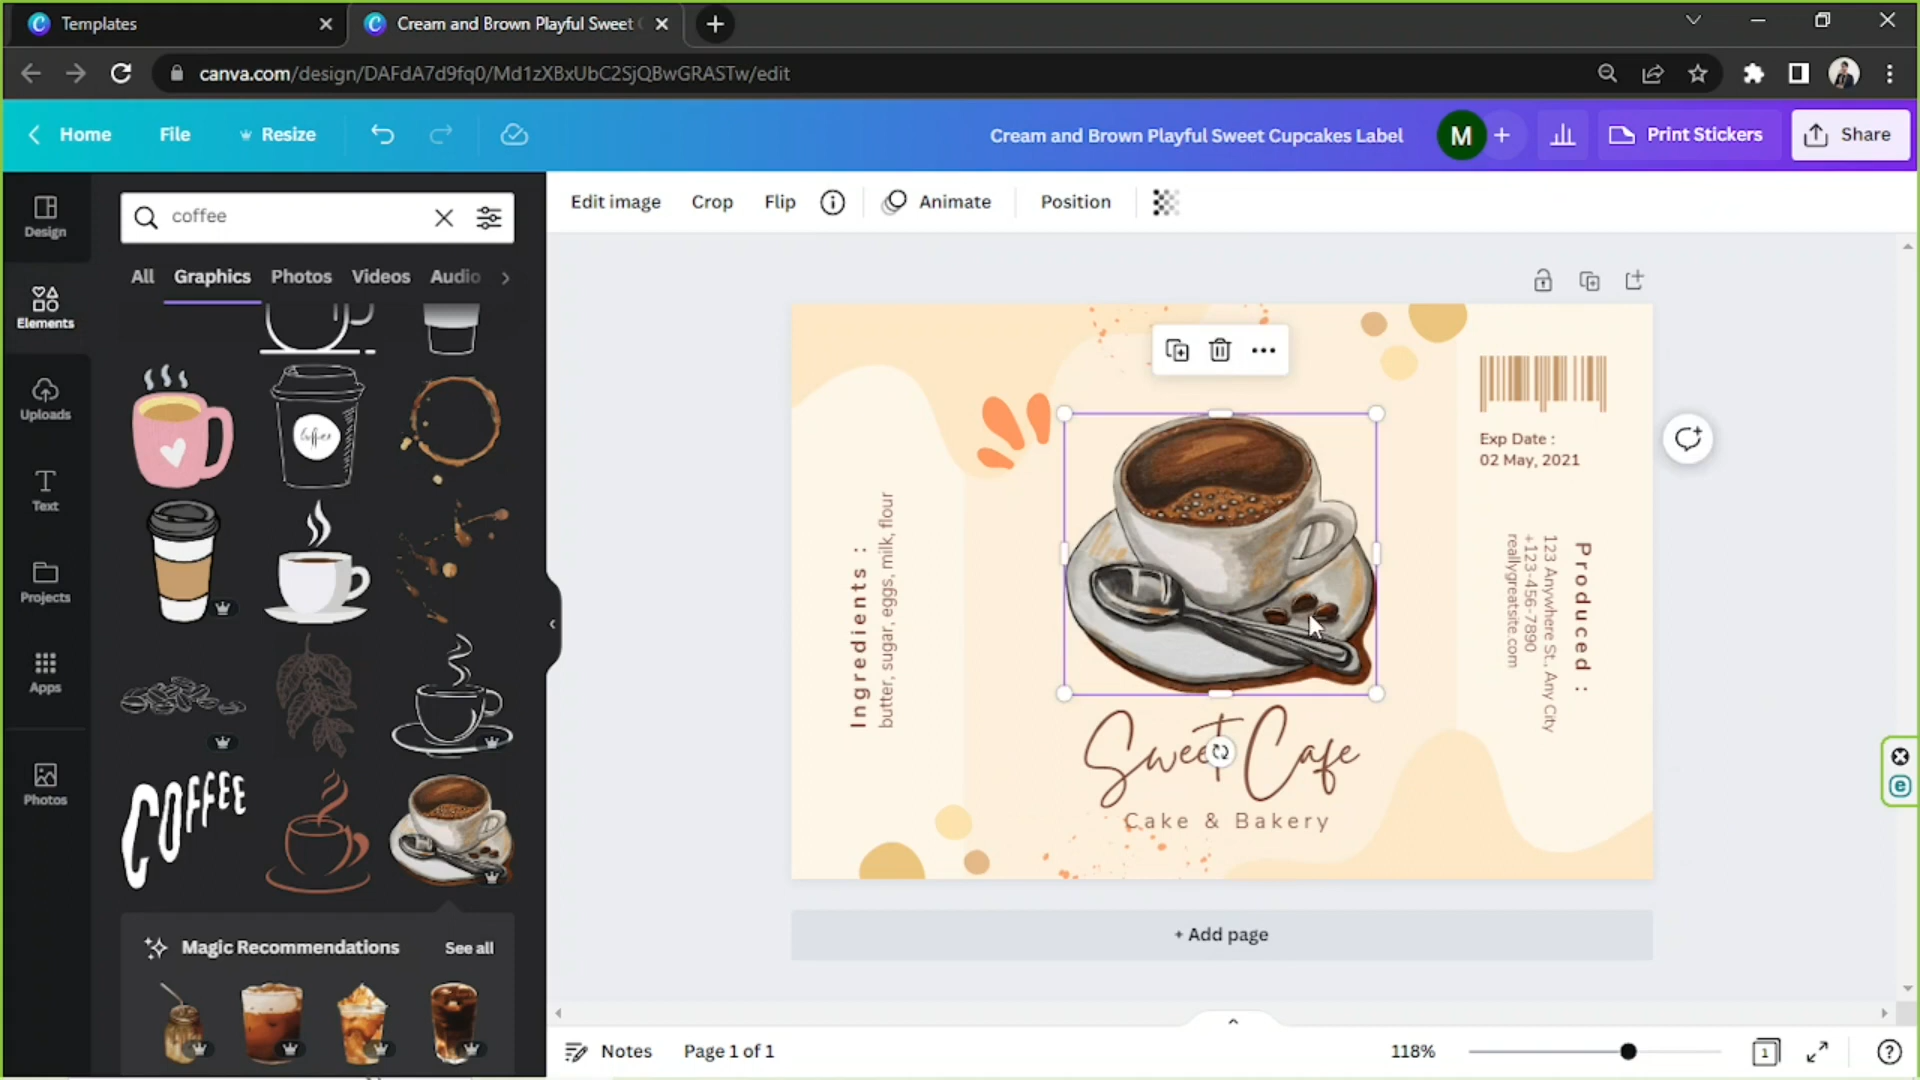 Templates
Cream and Brown Playful Sweet
canva.com/design/DAFdA7d9fq0/Md1zXBxUbC2SjQBwGRASTw/edit
Home
File
Resize
Cream and Brown Playful Sweet Cupcakes Label
M
Print Stickers
Share
Design
Elements
Uploads
Text
Projects
Apps
Photos
coffee
All
Graphics
Photos
Videos
Audio
Coffee
COFFEE
Magic Recommendations
See all
Edit image
Crop
Flip
Animate
Position
Ingredients :
butter, sugar, eggs, milk, flour
Sweet Cafe
Cake & Bakery
Exp Date :
02 May, 2021
Produced :
123 Anywhere St., Any City
+123-456-7890
reallygreatsite.com
+ Add page
Notes
Page 1 of 1
118%
1